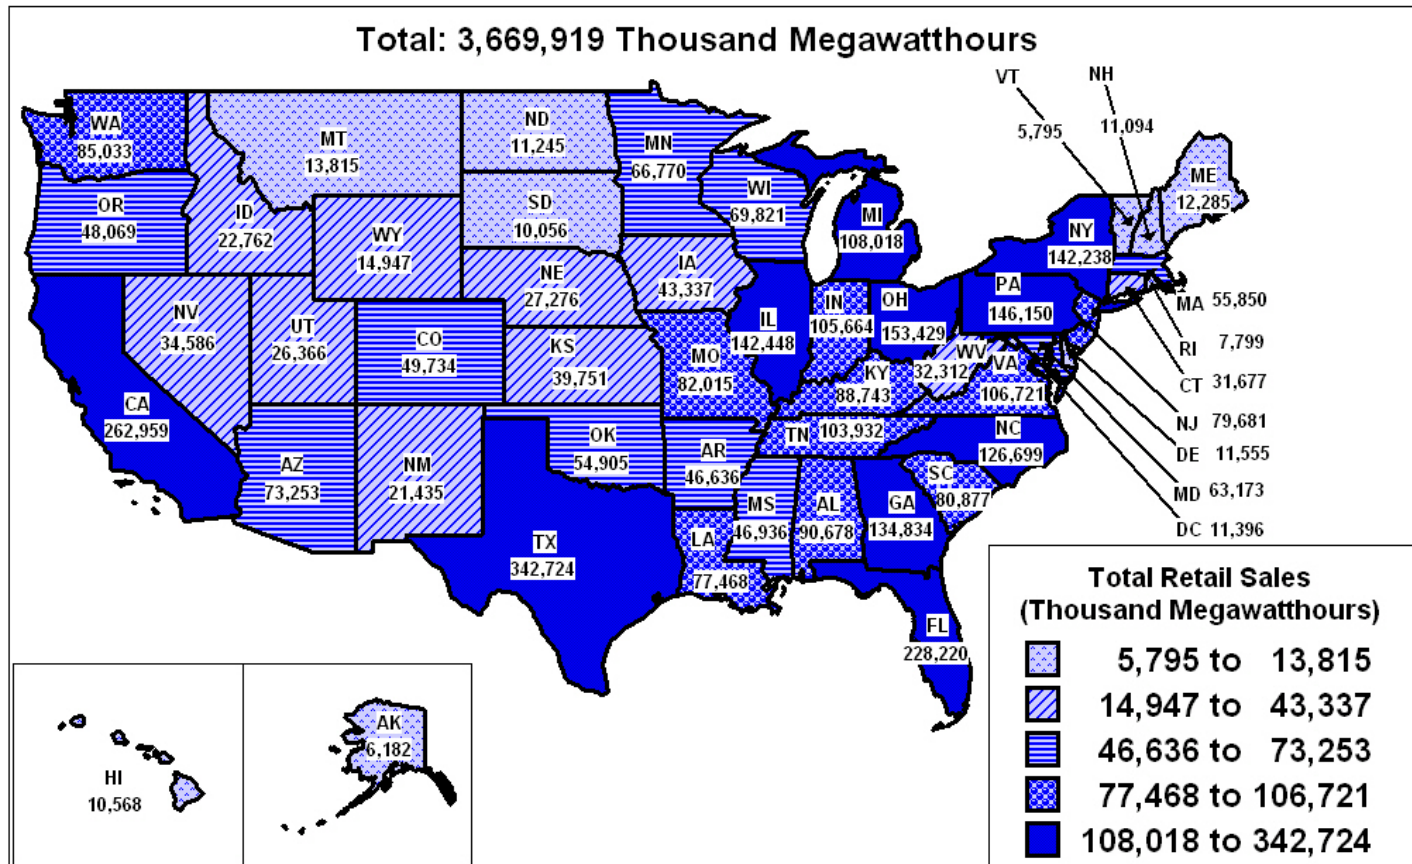 Total: 3,669,919 Thousand Megawatthours
VT
5,795
NH
11,094
WA
85,033
MT
13,815
ND
11,245
MN
66,770
ME
12,285
OR
48,069
ID
22,762
WY
14,947
SD
10,056
WI
69,821
MI
108,018
NY
142,238
NV
34,586
UT
26,366
CO
49,734
NE
27,276
IA
43,337
IL
142,448
IN
105,664
OH
153,429
PA
146,150
MA 55,850
RI 7,799
CT 31,677
NJ 79,681
DE 11,555
MD 63,173
DC 11,396
CA
262,959
KS
39,751
MO
82,015
KY
88,743
WV
32,312
VA
106,721
AZ
73,253
NM
21,435
OK
54,905
AR
46,636
TN 103,932
NC
126,699
SC
80,877
TX
342,724
LA
77,468
MS
46,936
AL
90,678
GA
134,834
FL
228,220
HI
10,568
AK
6,182
Total Retail Sales
(Thousand Megawatthours)
5,795 to 13,815
14,947 to 43,337
46,636 to 73,253
77,468 to 106,721
108,018 to 342,724